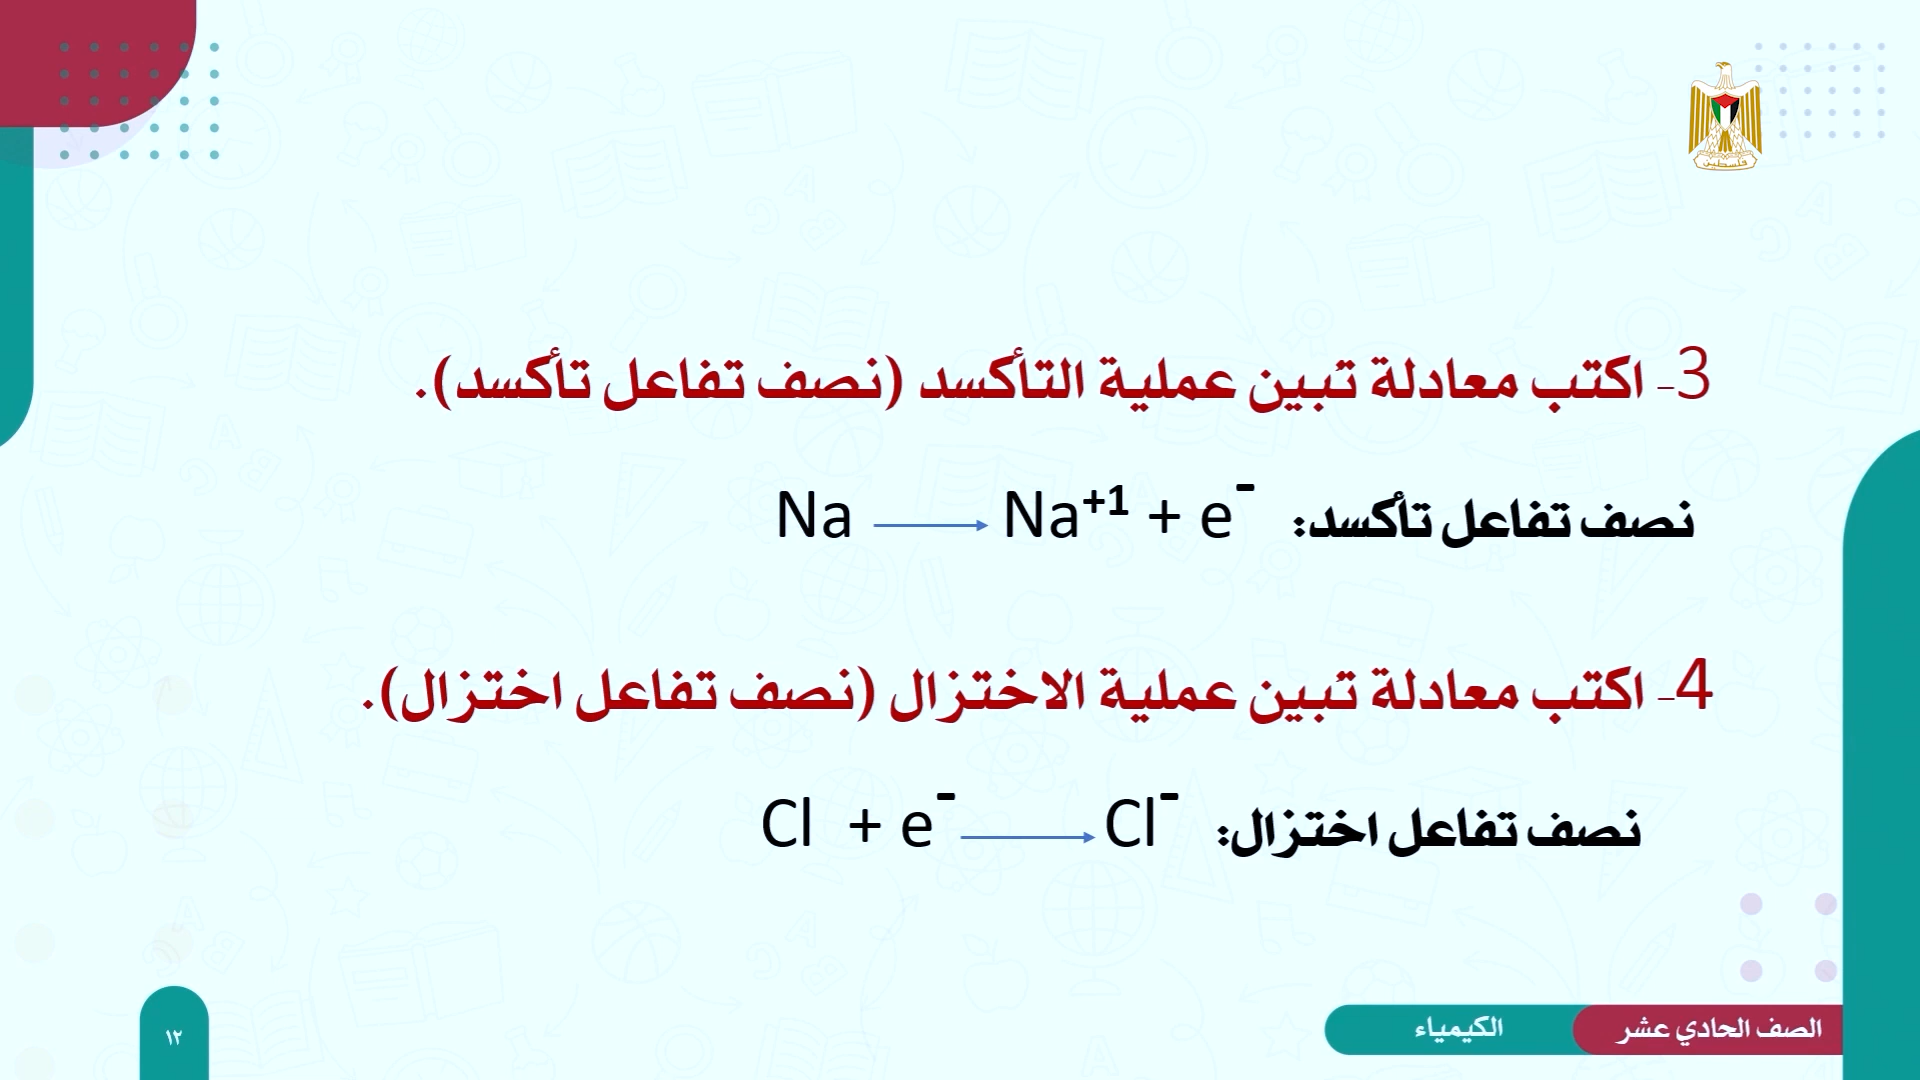 فلسطين
3- اكتب معادلة تبين عملية التأكسد (نصف تفاعل تأكسد).
نصف تفاعل تأكسد: Na ⟶ Na⁺¹ + e⁻
4- اكتب معادلة تبين عملية الاختزال (نصف تفاعل اختزال).
نصف تفاعل اختزال: Cl + e⁻ ⟶ Cl⁻
الصف الحادي عشر الكيمياء
١٢